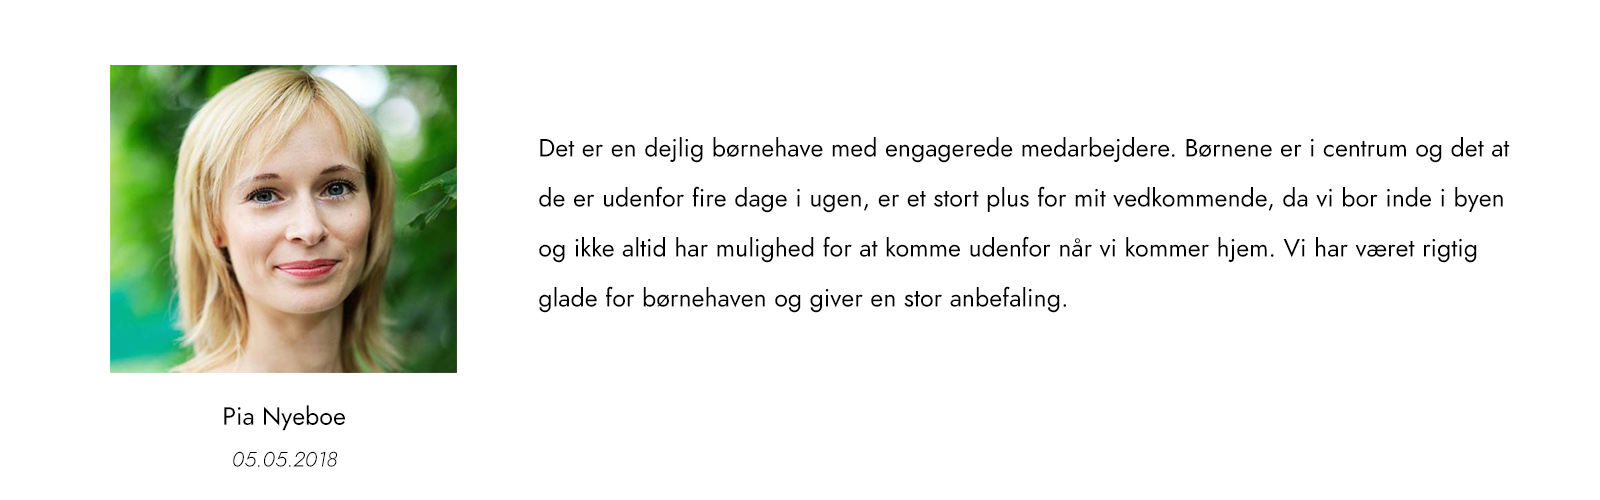 Det er en dejlig børnehave med engagerede medarbejdere. Børnene er i centrum og det at
de er udenfor fire dage i ugen, er et stort plus for mit vedkommende, da vi bor inde i byen
og ikke altid har mulighed for at komme udenfor når vi kommer hjem. Vi har været rigtig
glade for børnehaven og giver en stor anbefaling.
Pia Nyeboe
05.05.2018